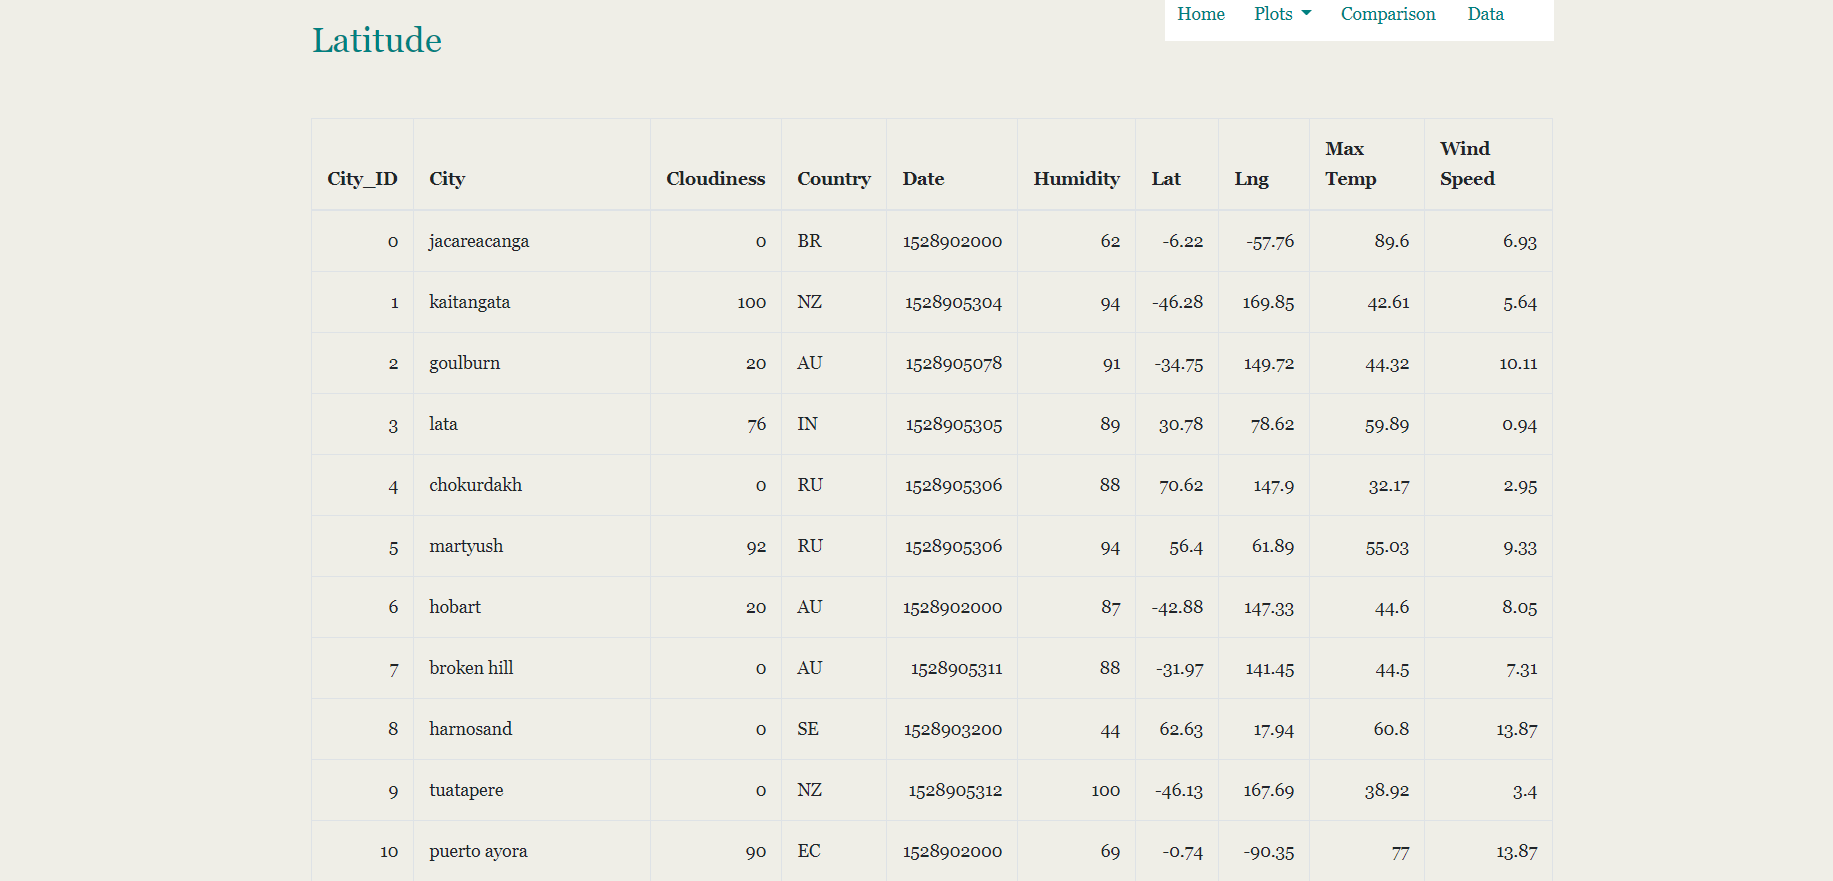 Home Plots Comparison Data
Latitude
City_ID City Cloudiness Country Date Humidity Lat Lng Max Temp Wind Speed
0 jacareacanga 0 BR 1528902000 62 -6.22 -57.76 89.6 6.93
1 kaitangata 100 NZ 1528905304 94 -46.28 169.85 42.61 5.64
2 goulburn 20 AU 1528905078 91 -34.75 149.72 44.32 10.11
3 lata 76 IN 1528905305 89 30.78 78.62 59.89 0.94
4 chokurdakh 0 RU 1528905306 88 70.62 147.9 32.17 2.95
5 martyush 92 RU 1528905306 94 56.4 61.89 55.03 9.33
6 hobart 20 AU 1528902000 87 -42.88 147.33 44.6 8.05
7 broken hill 0 AU 1528905311 88 -31.97 141.45 44.5 7.31
8 harnosand 0 SE 1528903200 44 62.63 17.94 60.8 13.87
9 tuatapere 0 NZ 1528905312 100 -46.13 167.69 38.92 3.4
10 puerto ayora 90 EC 1528902000 69 -0.74 -90.35 77 13.87